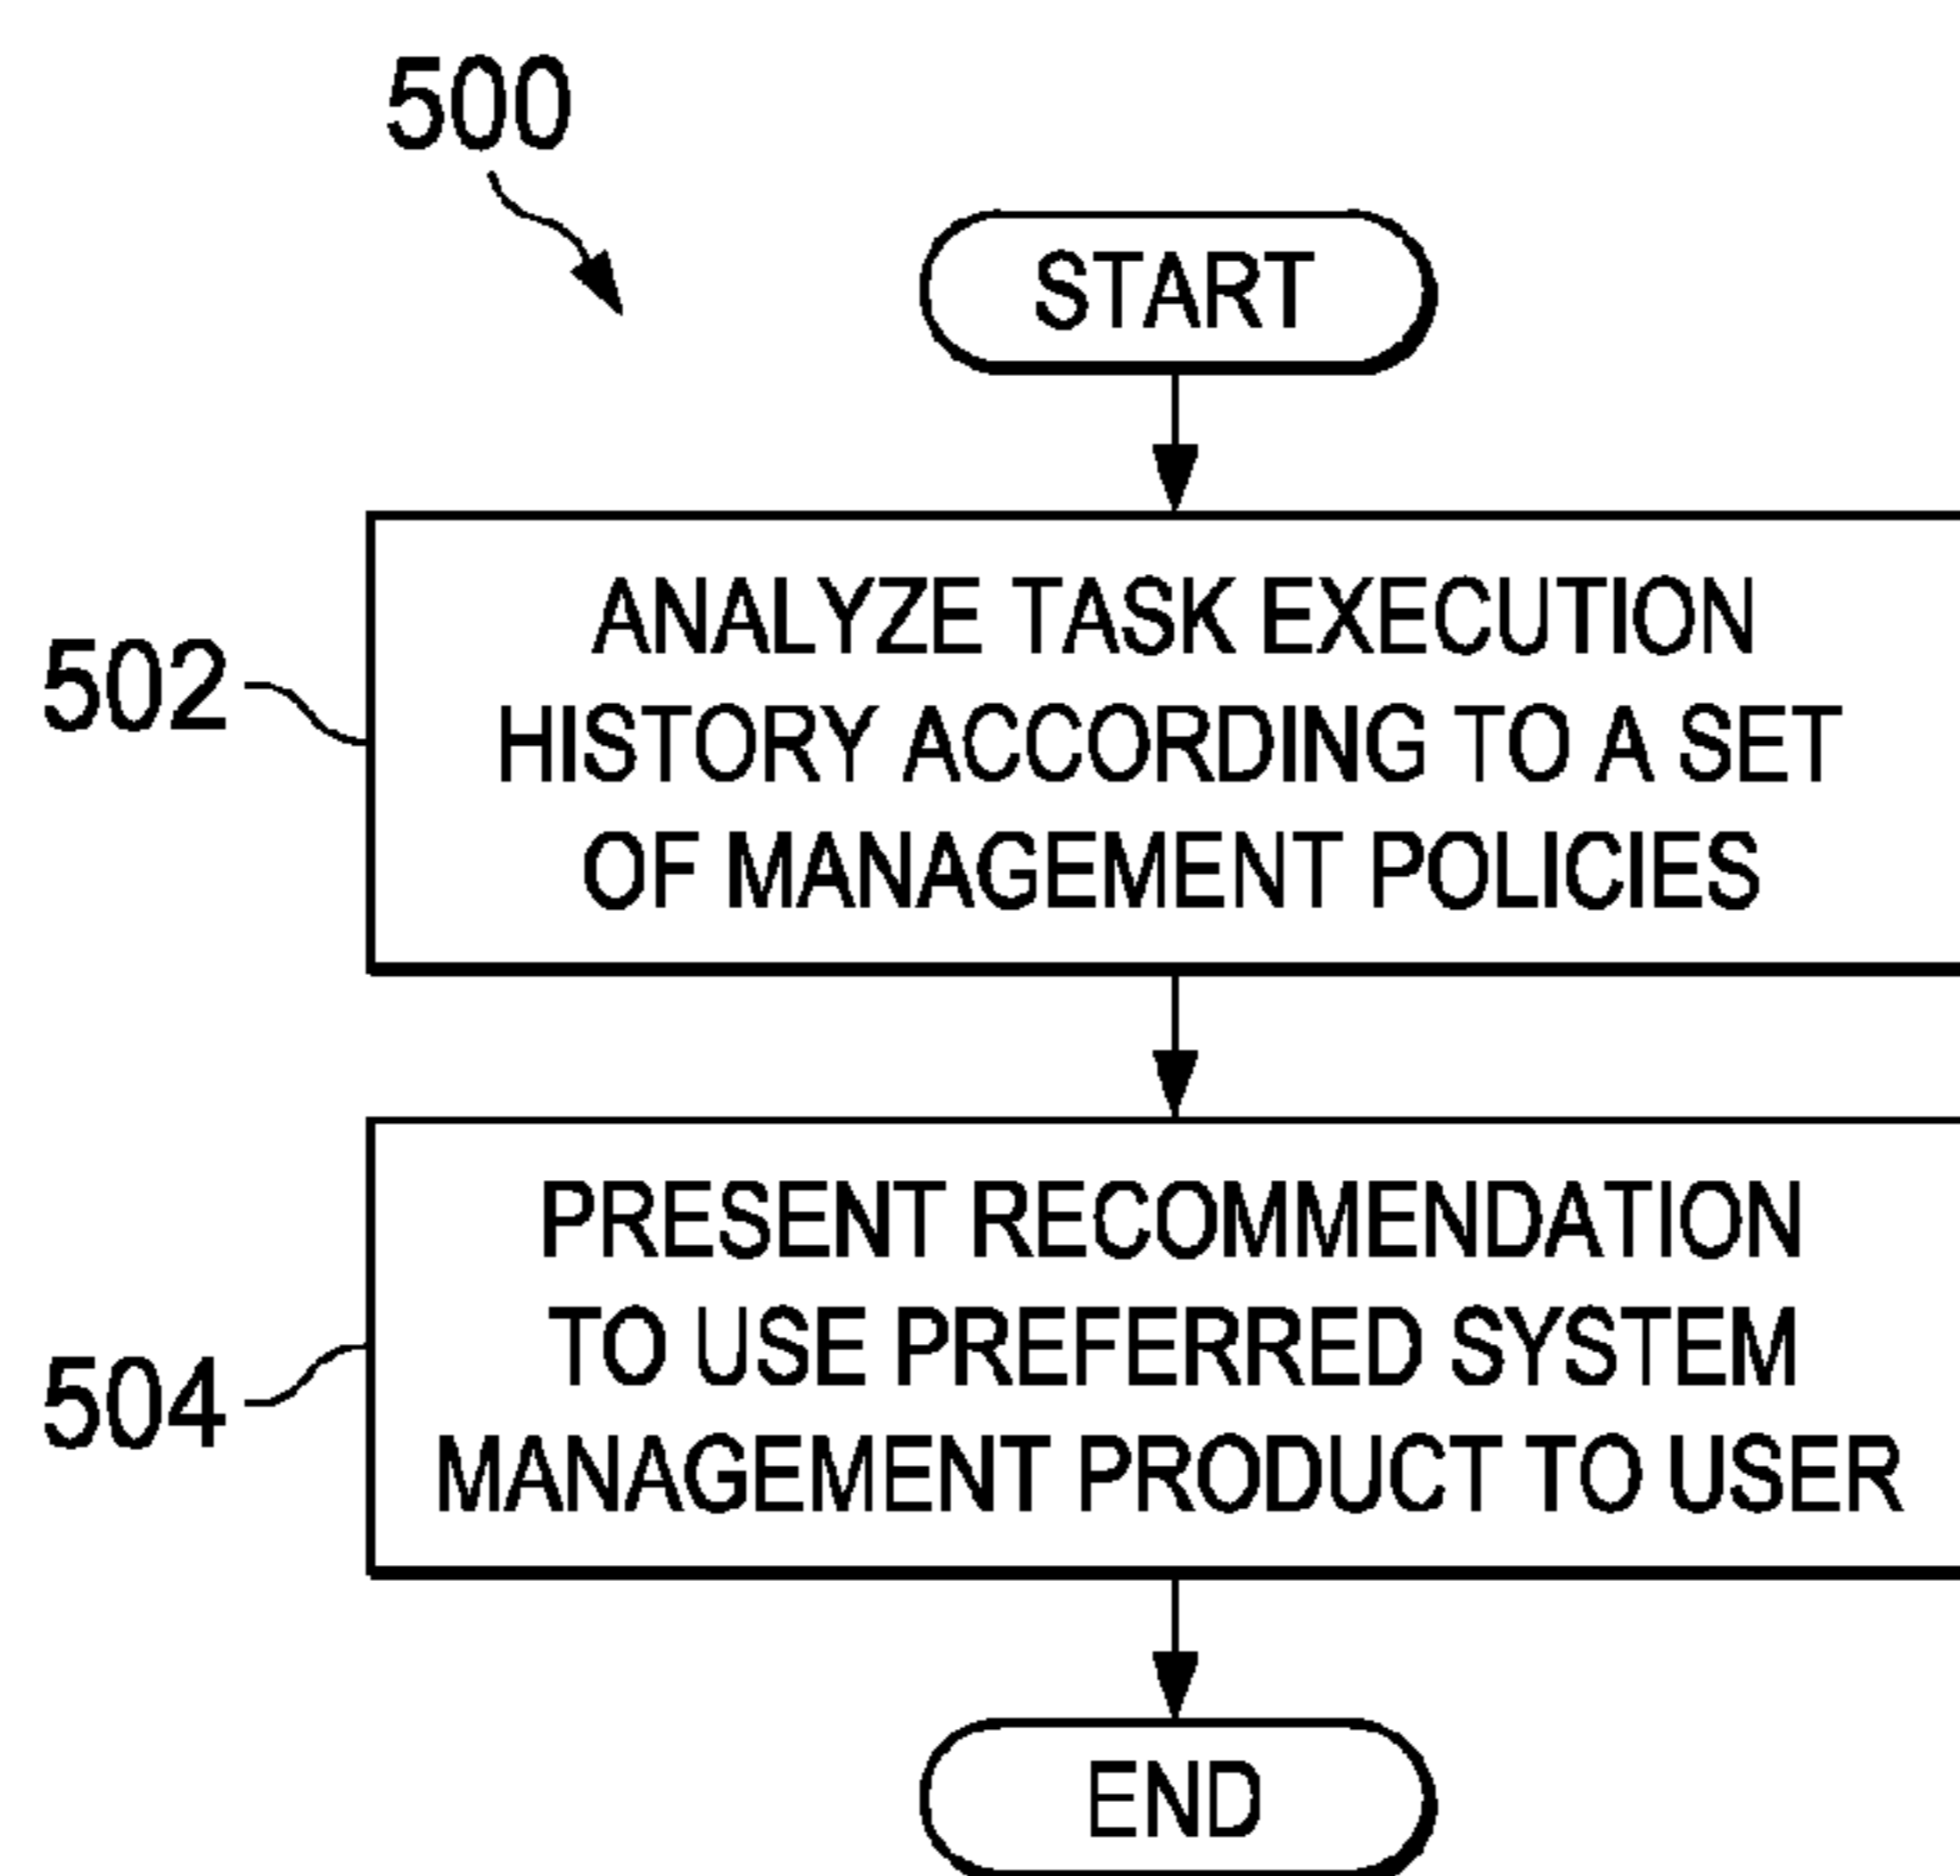 500
START
502
ANALYZE TASK EXECUTION
HISTORY ACCORDING TO A SET
OF MANAGEMENT POLICIES
504
PRESENT RECOMMENDATION
TO USE PREFERRED SYSTEM
MANAGEMENT PRODUCT TO USER
END